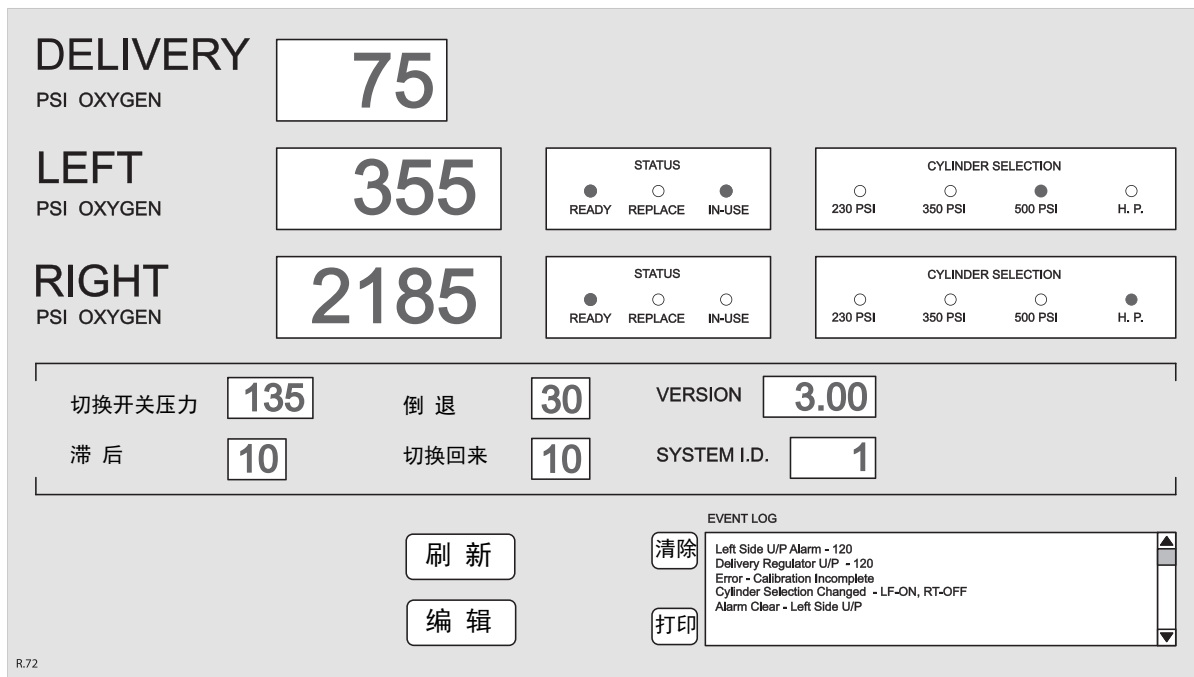 DELIVERY
PSI OXYGEN
75
LEFT
PSI OXYGEN
355
STATUS
READY REPLACE IN-USE
CYLINDER SELECTION
230 PSI 350 PSI 500 PSI H. P.
RIGHT
PSI OXYGEN
2185
STATUS
READY REPLACE IN-USE
CYLINDER SELECTION
230 PSI 350 PSI 500 PSI H. P.
切换开关压力 135 倒 退 30 VERSION 3.00
滞 后 10 切换回来 10 SYSTEM I.D. 1
刷 新
编 辑
清除
打印
EVENT LOG
Left Side U/P Alarm - 120
Delivery Regulator U/P - 120
Error - Calibration Incomplete
Cylinder Selection Changed - LF-ON, RT-OFF
Alarm Clear - Left Side U/P
R.72